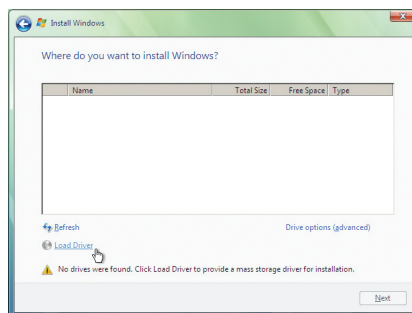 Install Windows
Where do you want to install Windows?
Name Total Size Free Space Type
Refresh Drive options (advanced)
Load Driver
No drives were found. Click Load Driver to provide a mass storage driver for installation.
Next